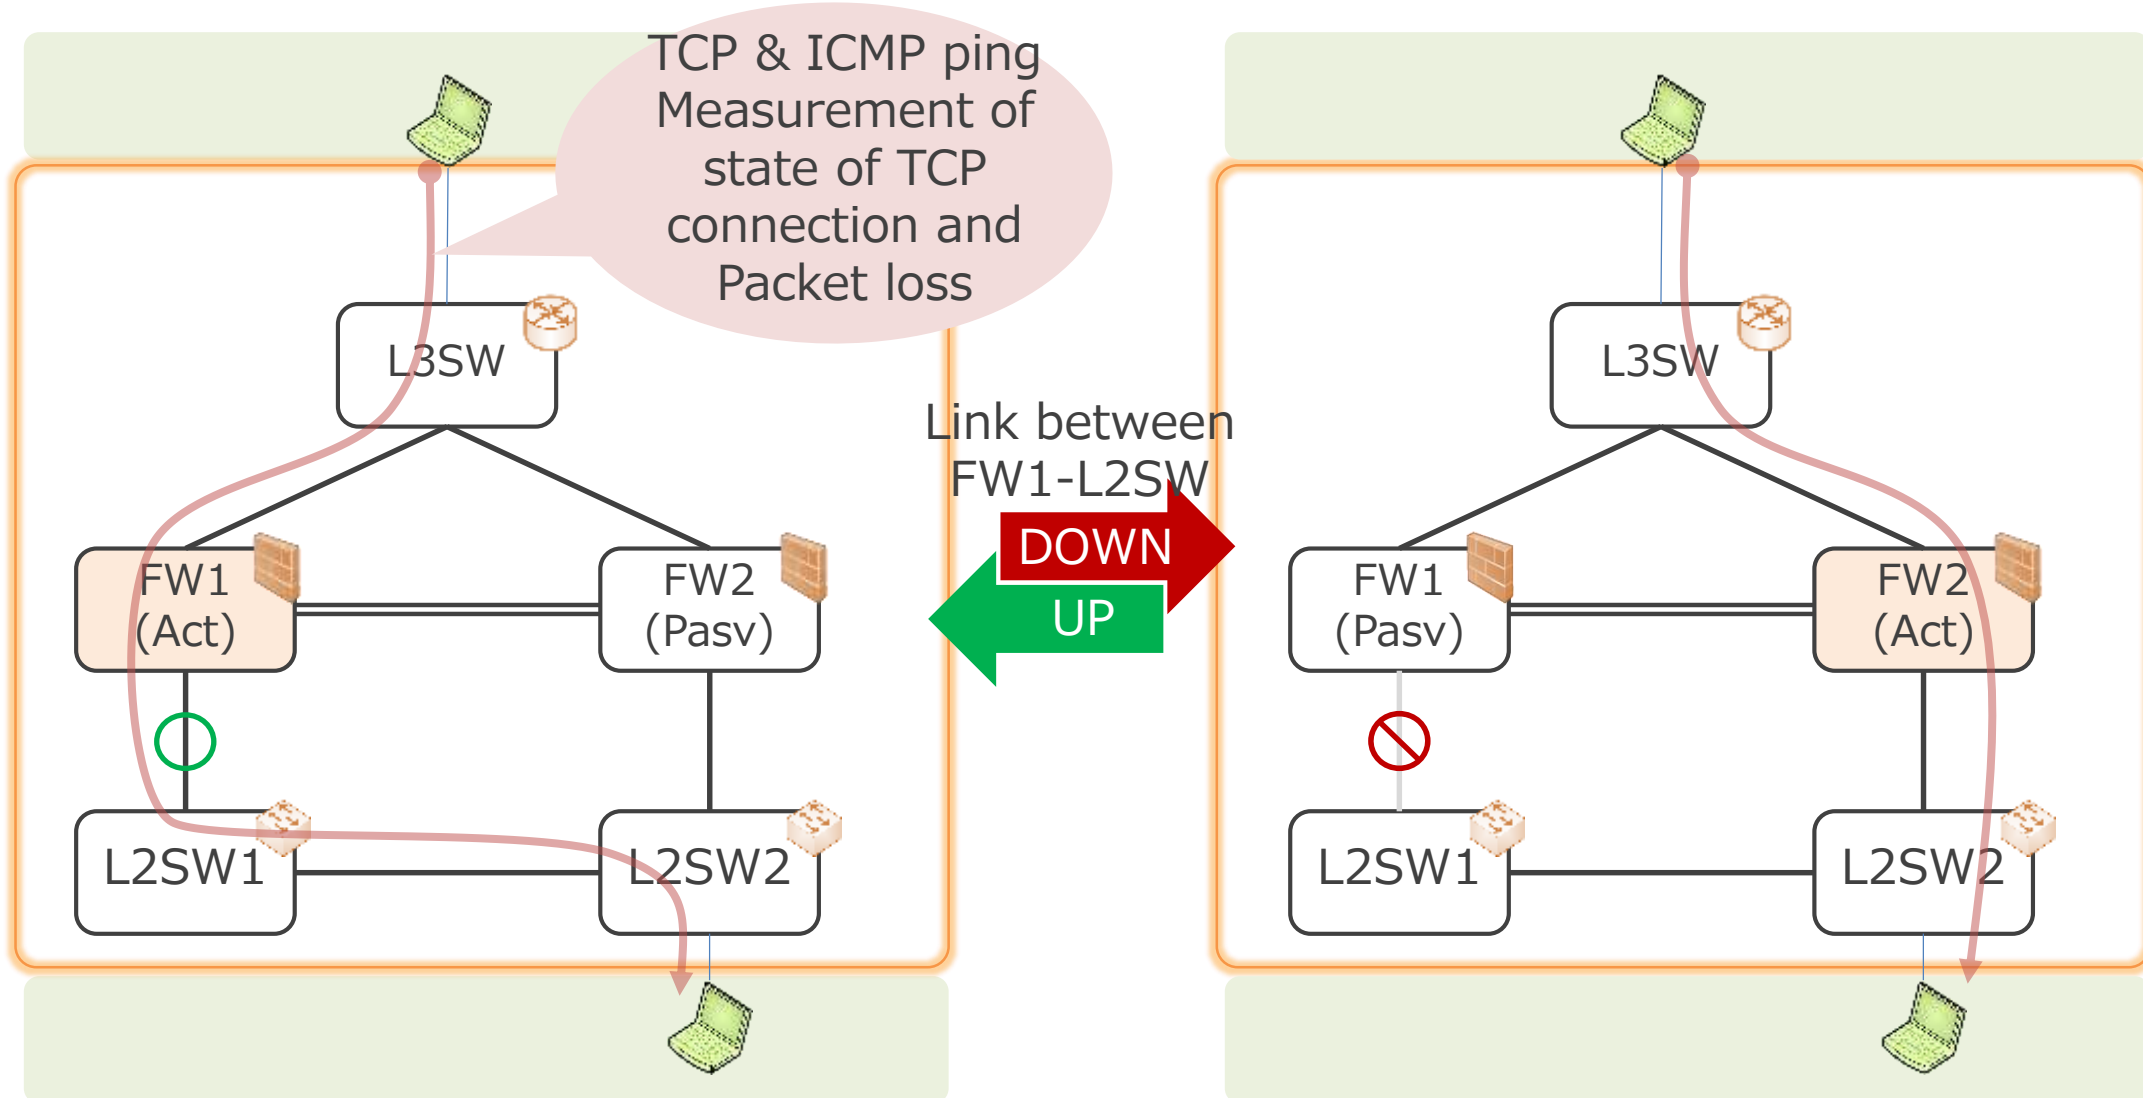 TCP & ICMP ping
Measurement of
state of TCP
connection and
Packet loss
L3SW
FW1
(Act)
FW2
(Pasv)
L2SW1
L2SW2
Link between
FW1-L2SW
DOWN
UP
L3SW
FW1
(Pasv)
FW2
(Act)
L2SW1
L2SW2